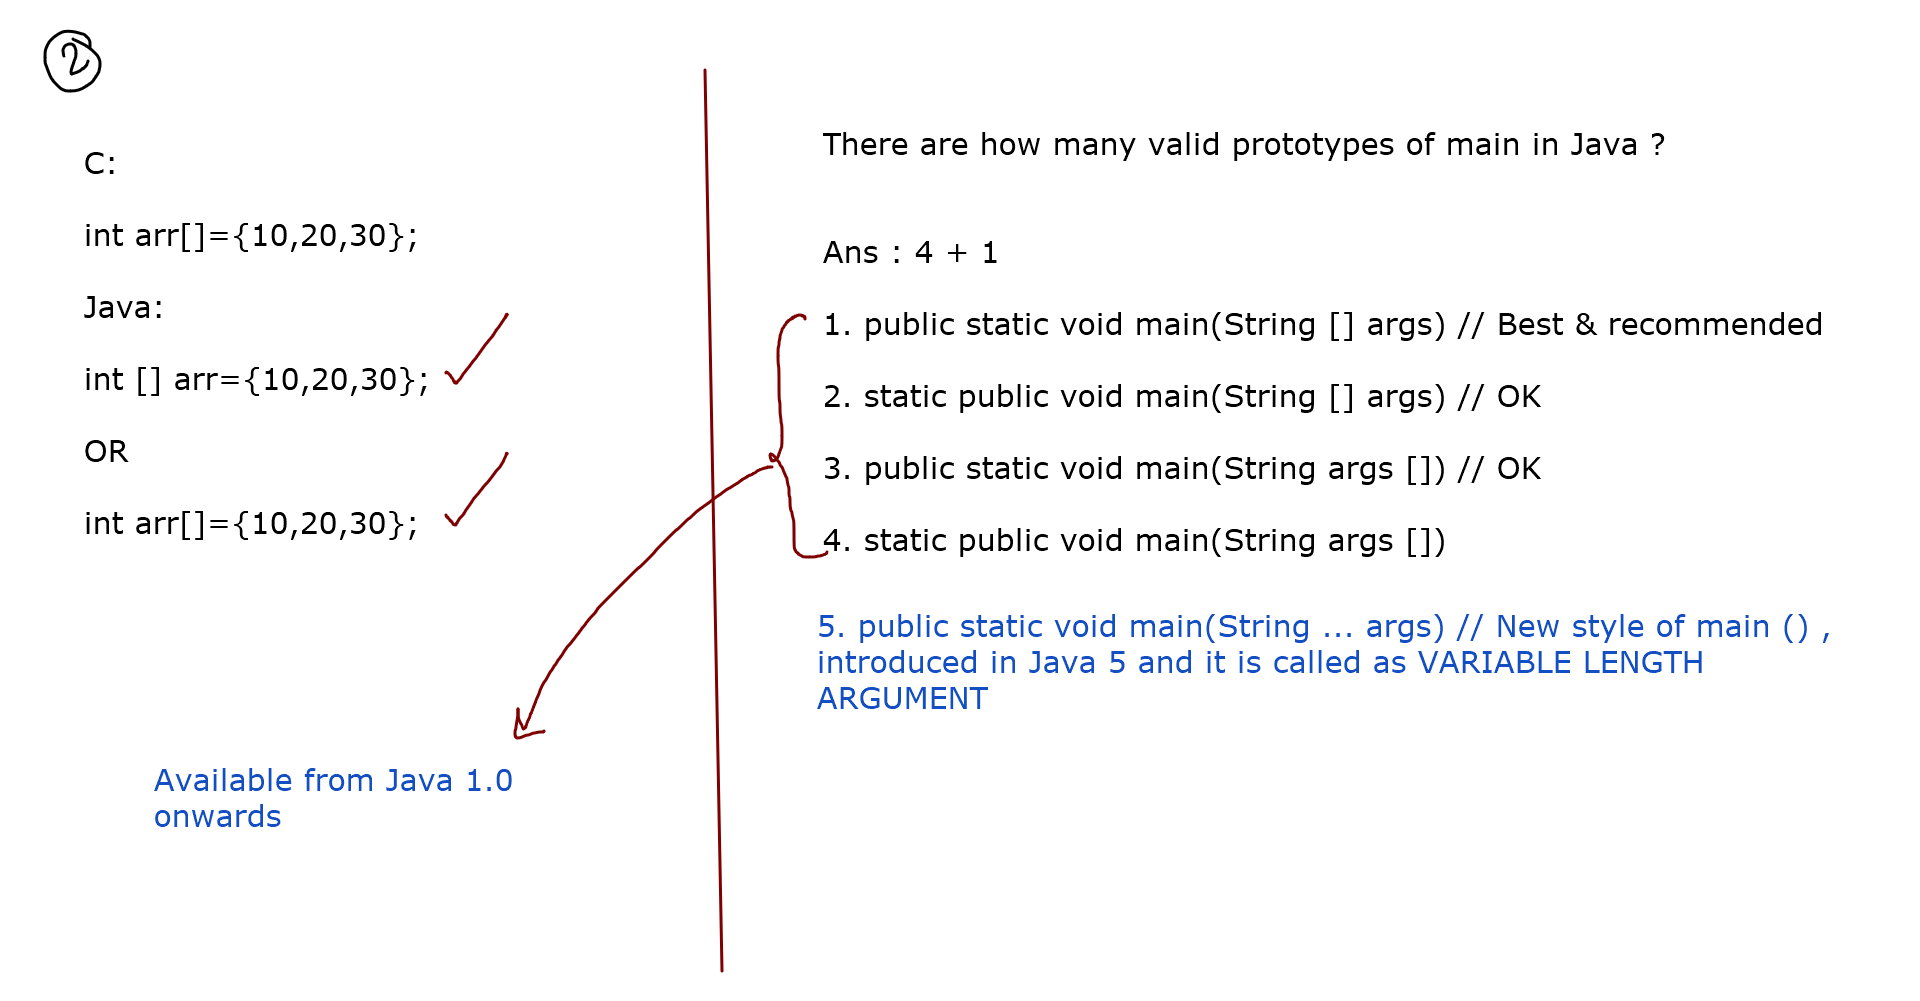 2
C:
int arr[]={10,20,30};
Java:
int [] arr={10,20,30};
OR
int arr[]={10,20,30};
Available from Java 1.0
onwards
There are how many valid prototypes of main in Java ?
Ans : 4 + 1
1. public static void main(String [] args) // Best & recommended
2. static public void main(String [] args) // OK
3. public static void main(String args []) // OK
4. static public void main(String args [])
5. public static void main(String ... args) // New style of main () ,
introduced in Java 5 and it is called as VARIABLE LENGTH
ARGUMENT